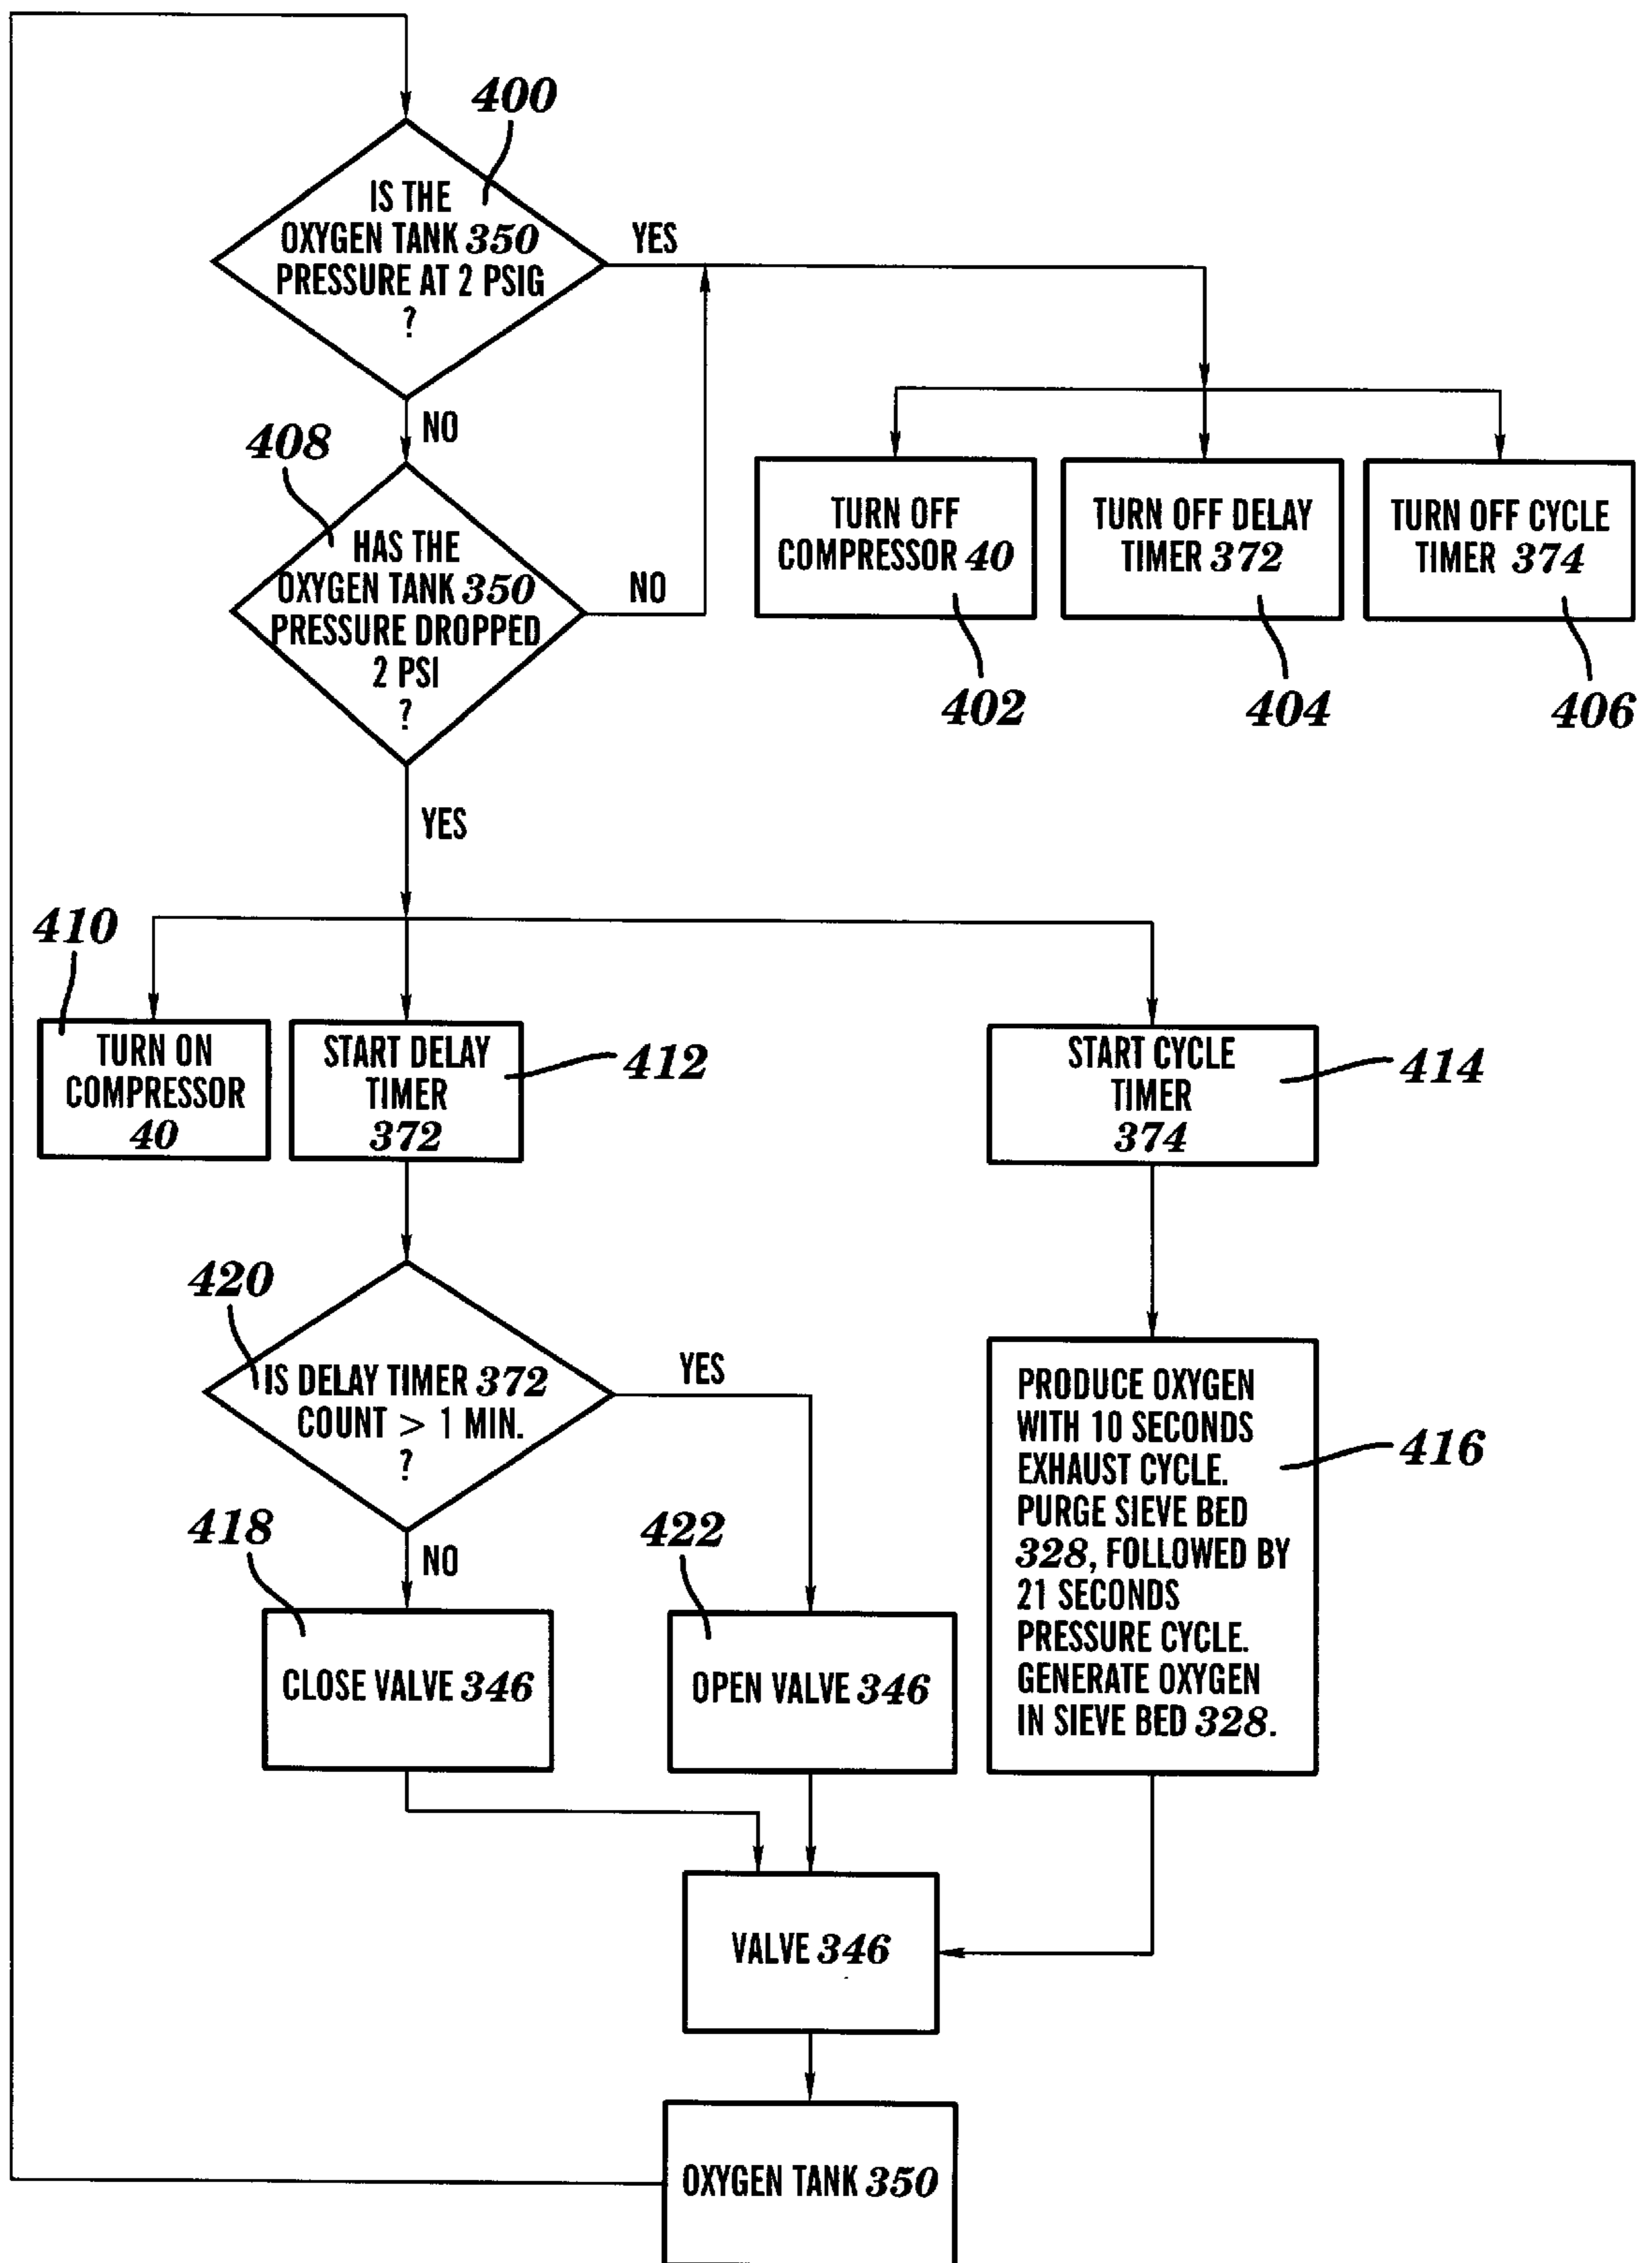 400
IS THE
OXYGEN TANK 350
PRESSURE AT 2 PSIG
?
YES
NO
408
HAS THE
OXYGEN TANK 350
PRESSURE DROPPED
2 PSI
?
NO
TURN OFF
COMPRESSOR 40
402
TURN OFF DELAY
TIMER 372
404
TURN OFF CYCLE
TIMER 374
406
YES
410
TURN ON
COMPRESSOR
40
START DELAY
TIMER
372
412
START CYCLE
TIMER
374
414
420
IS DELAY TIMER 372
COUNT > 1 MIN.
?
YES
NO
418
CLOSE VALVE 346
422
OPEN VALVE 346
PRODUCE OXYGEN
WITH 10 SECONDS
EXHAUST CYCLE.
PURGE SIEVE BED
328, FOLLOWED BY
21 SECONDS
PRESSURE CYCLE.
GENERATE OXYGEN
IN SIEVE BED 328.
416
VALVE 346
OXYGEN TANK 350